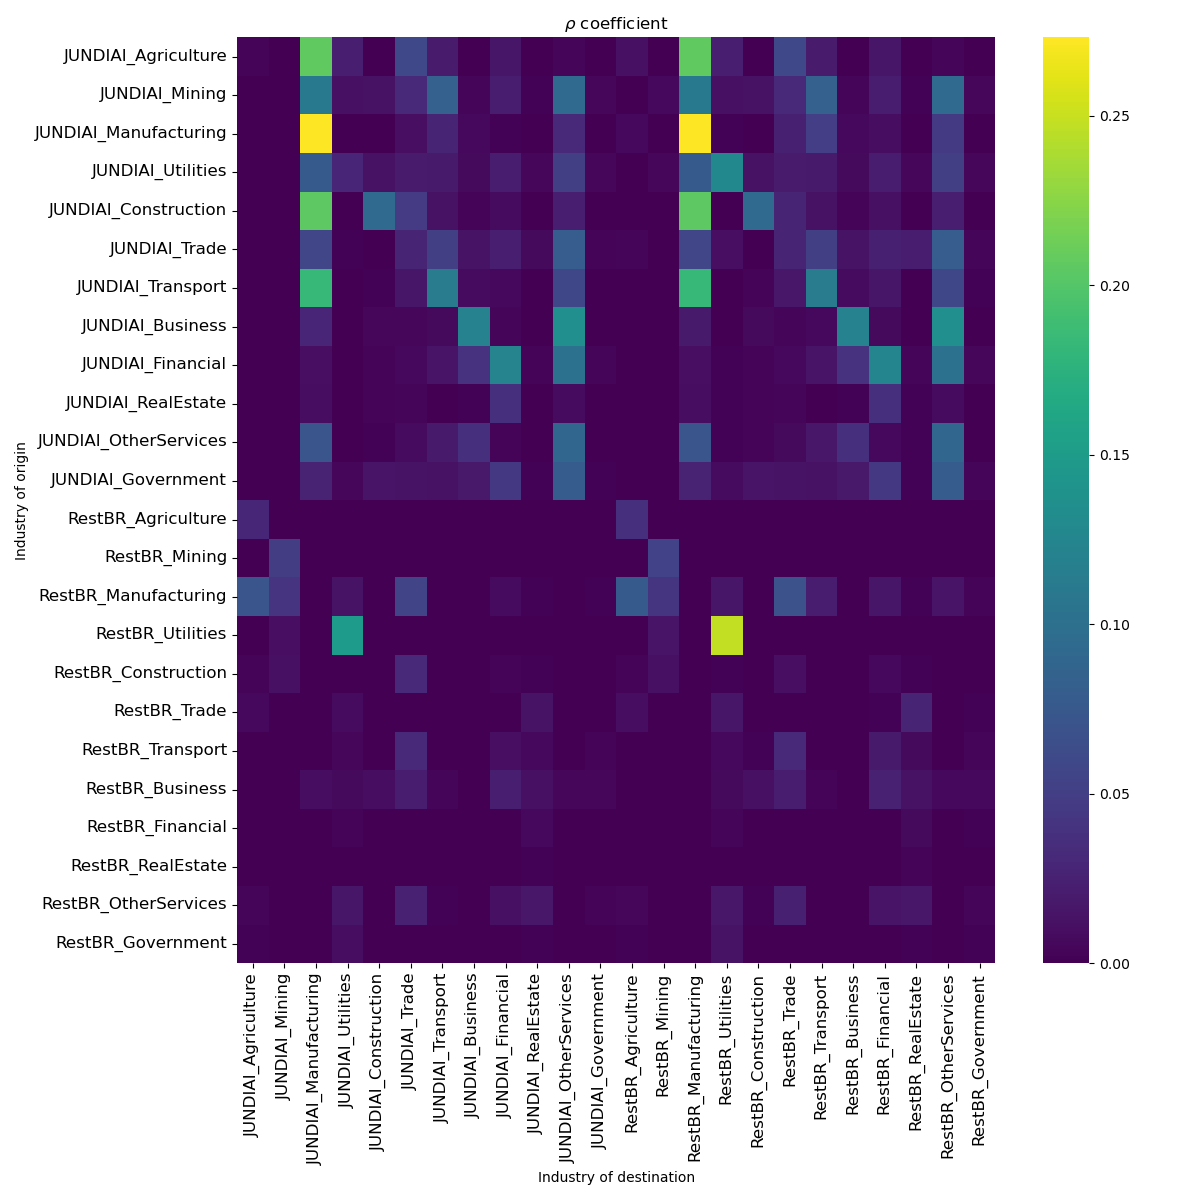 ρ coefficient
JUNDIAI_Agriculture
JUNDIAI_Mining
JUNDIAI_Manufacturing
JUNDIAI_Utilities
JUNDIAI_Construction
JUNDIAI_Trade
JUNDIAI_Transport
JUNDIAI_Business
JUNDIAI_Financial
JUNDIAI_RealEstate
JUNDIAI_OtherServices
JUNDIAI_Government
RestBR_Agriculture
RestBR_Mining
RestBR_Manufacturing
RestBR_Utilities
RestBR_Construction
RestBR_Trade
RestBR_Transport
RestBR_Business
RestBR_Financial
RestBR_RealEstate
RestBR_OtherServices
RestBR_Government
Industry of origin
JUNDIAI_Agriculture
JUNDIAI_Mining
JUNDIAI_Manufacturing
JUNDIAI_Utilities
JUNDIAI_Construction
JUNDIAI_Trade
JUNDIAI_Transport
JUNDIAI_Business
JUNDIAI_Financial
JUNDIAI_RealEstate
JUNDIAI_OtherServices
JUNDIAI_Government
RestBR_Agriculture
RestBR_Mining
RestBR_Manufacturing
RestBR_Utilities
RestBR_Construction
RestBR_Trade
RestBR_Transport
RestBR_Business
RestBR_Financial
RestBR_RealEstate
RestBR_OtherServices
RestBR_Government
Industry of destination
0.25
0.20
0.15
0.10
0.05
0.00